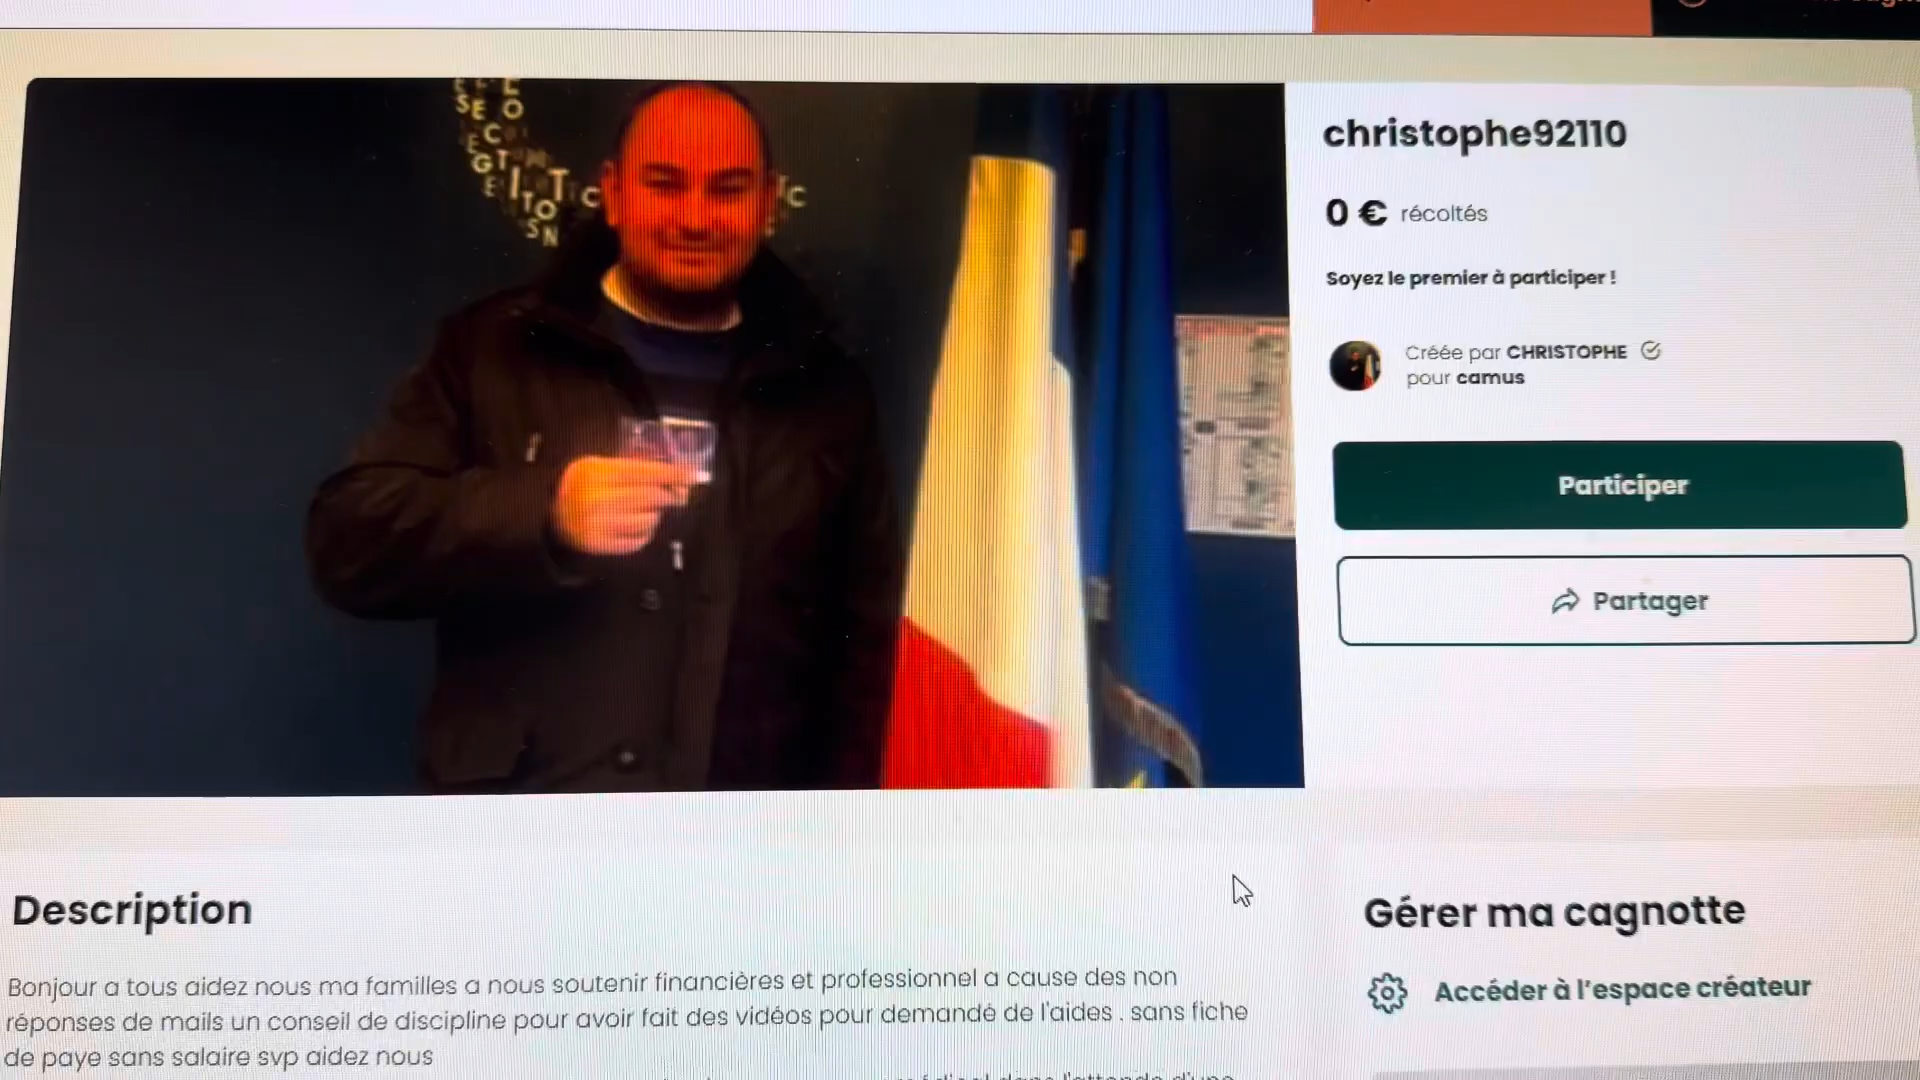 christophe92110
0 € récoltés
Soyez le premier à participer !
Créée par CHRISTOPHE
pour camus
Participer
Partager
Description
Bonjour a tous aidez nous ma familles a nous soutenir financières et professionnel a cause des non
réponses de mails un conseil de discipline pour avoir fait des vidéos pour demandé de l'aides . sans fiche
de paye sans salaire svp aidez nous
Gérer ma cagnotte
Accéder à l'espace créateur